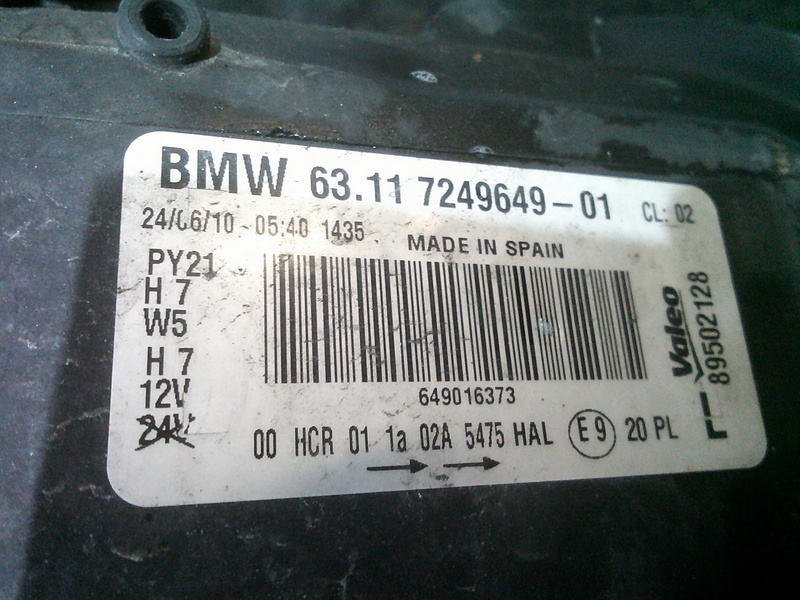 BMW 63.11 7249649-01 CL: 02
24/06/10 05:40 1435
MADE IN SPAIN
PY21
H 7
W5
H 7
12V
24V
649016373
00 HCR 01 1a 02A 5475 HAL E9 20 PL
Valeo
89502128